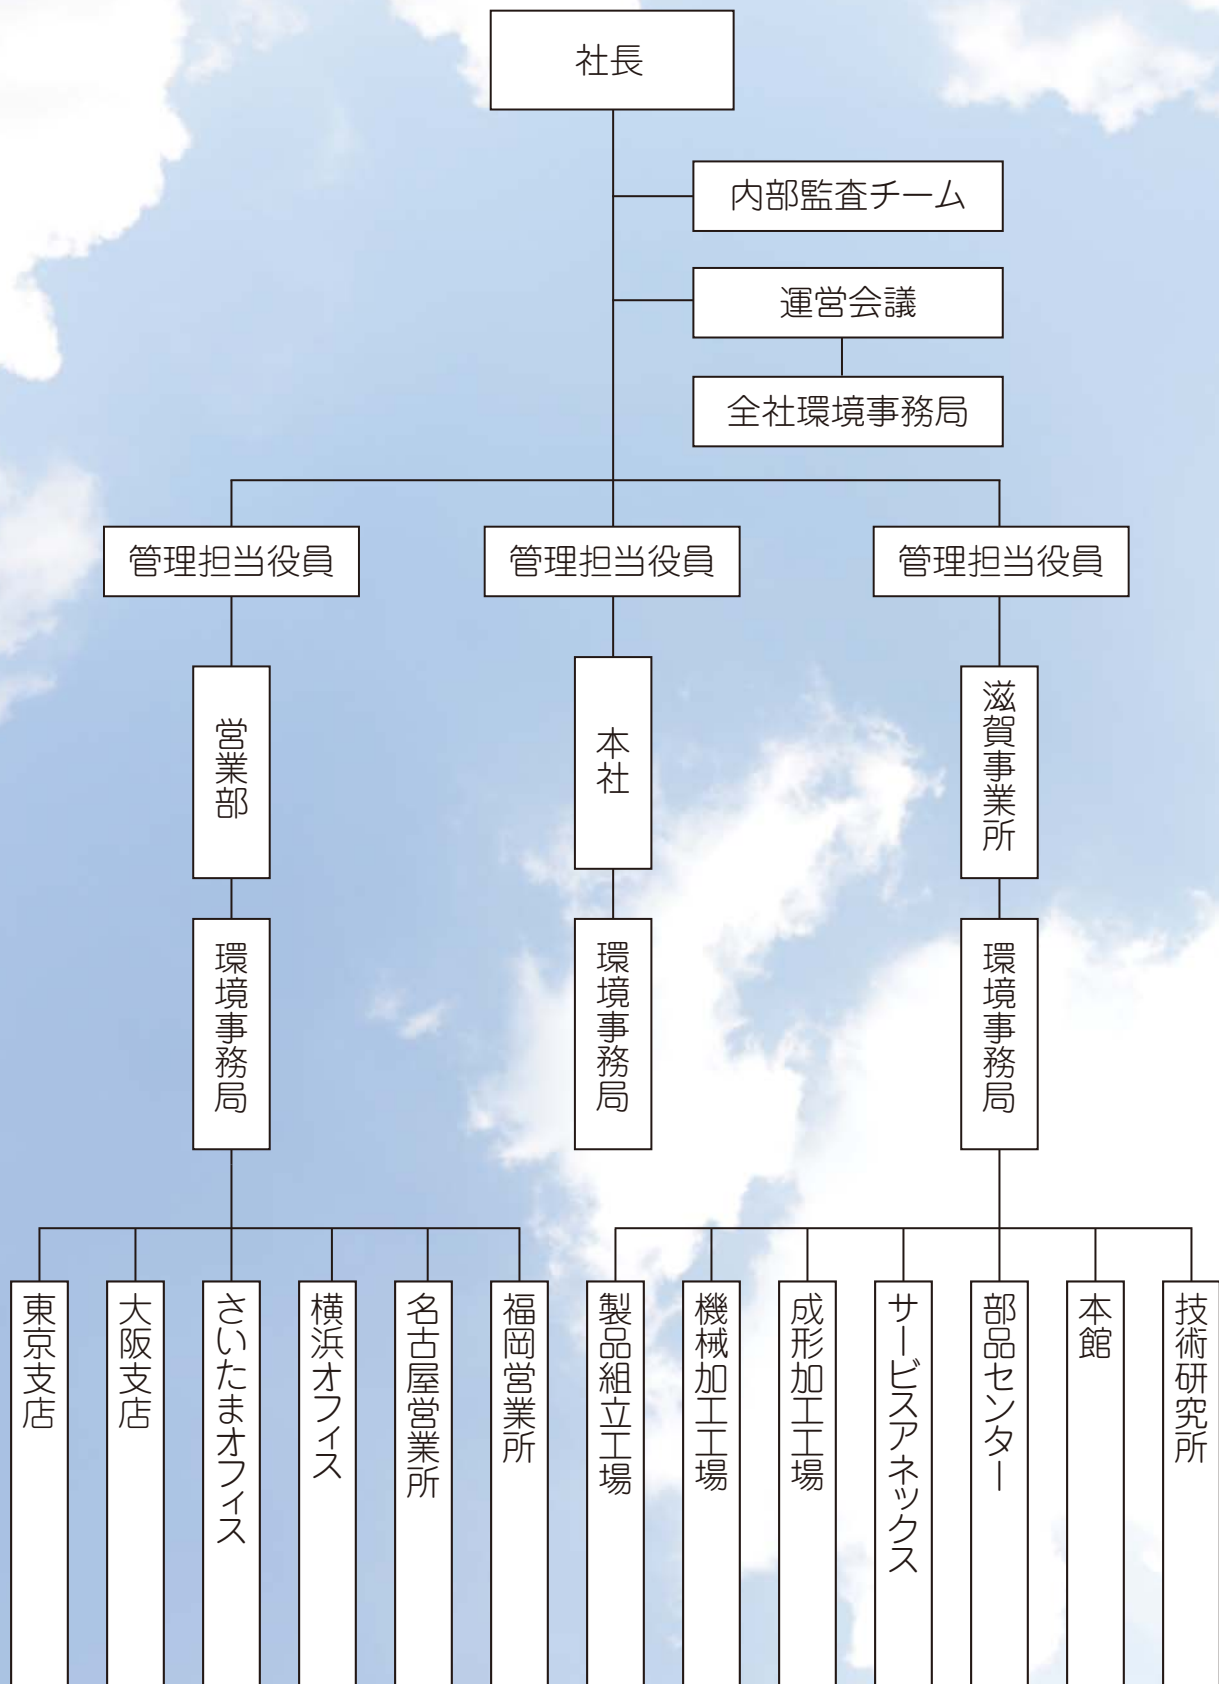 社長
内部監査チーム
運営会議
全社環境事務局
管理担当役員
管理担当役員
管理担当役員
営業部
本社
滋賀事業所
環境事務局
環境事務局
環境事務局
東京支店
大阪支店
さいたまオフィス
横浜オフィス
名古屋営業所
福岡営業所
製品組立工場
機械加工工場
成形加工工場
サービスアネックス
部品センター
本館
技術研究所